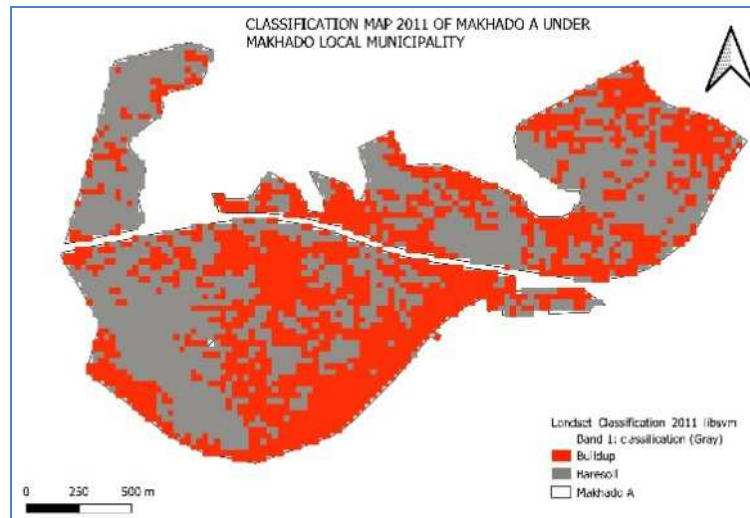 CLASSIFICATION MAP 2011 OF MAKHADO A UNDER
MAKHADO LOCAL MUNICIPALITY
Landset Classification 2011 libsvm
Band 1: classification (Gray)
Buildup
Baresoil
Makhado A
0 250 500 m